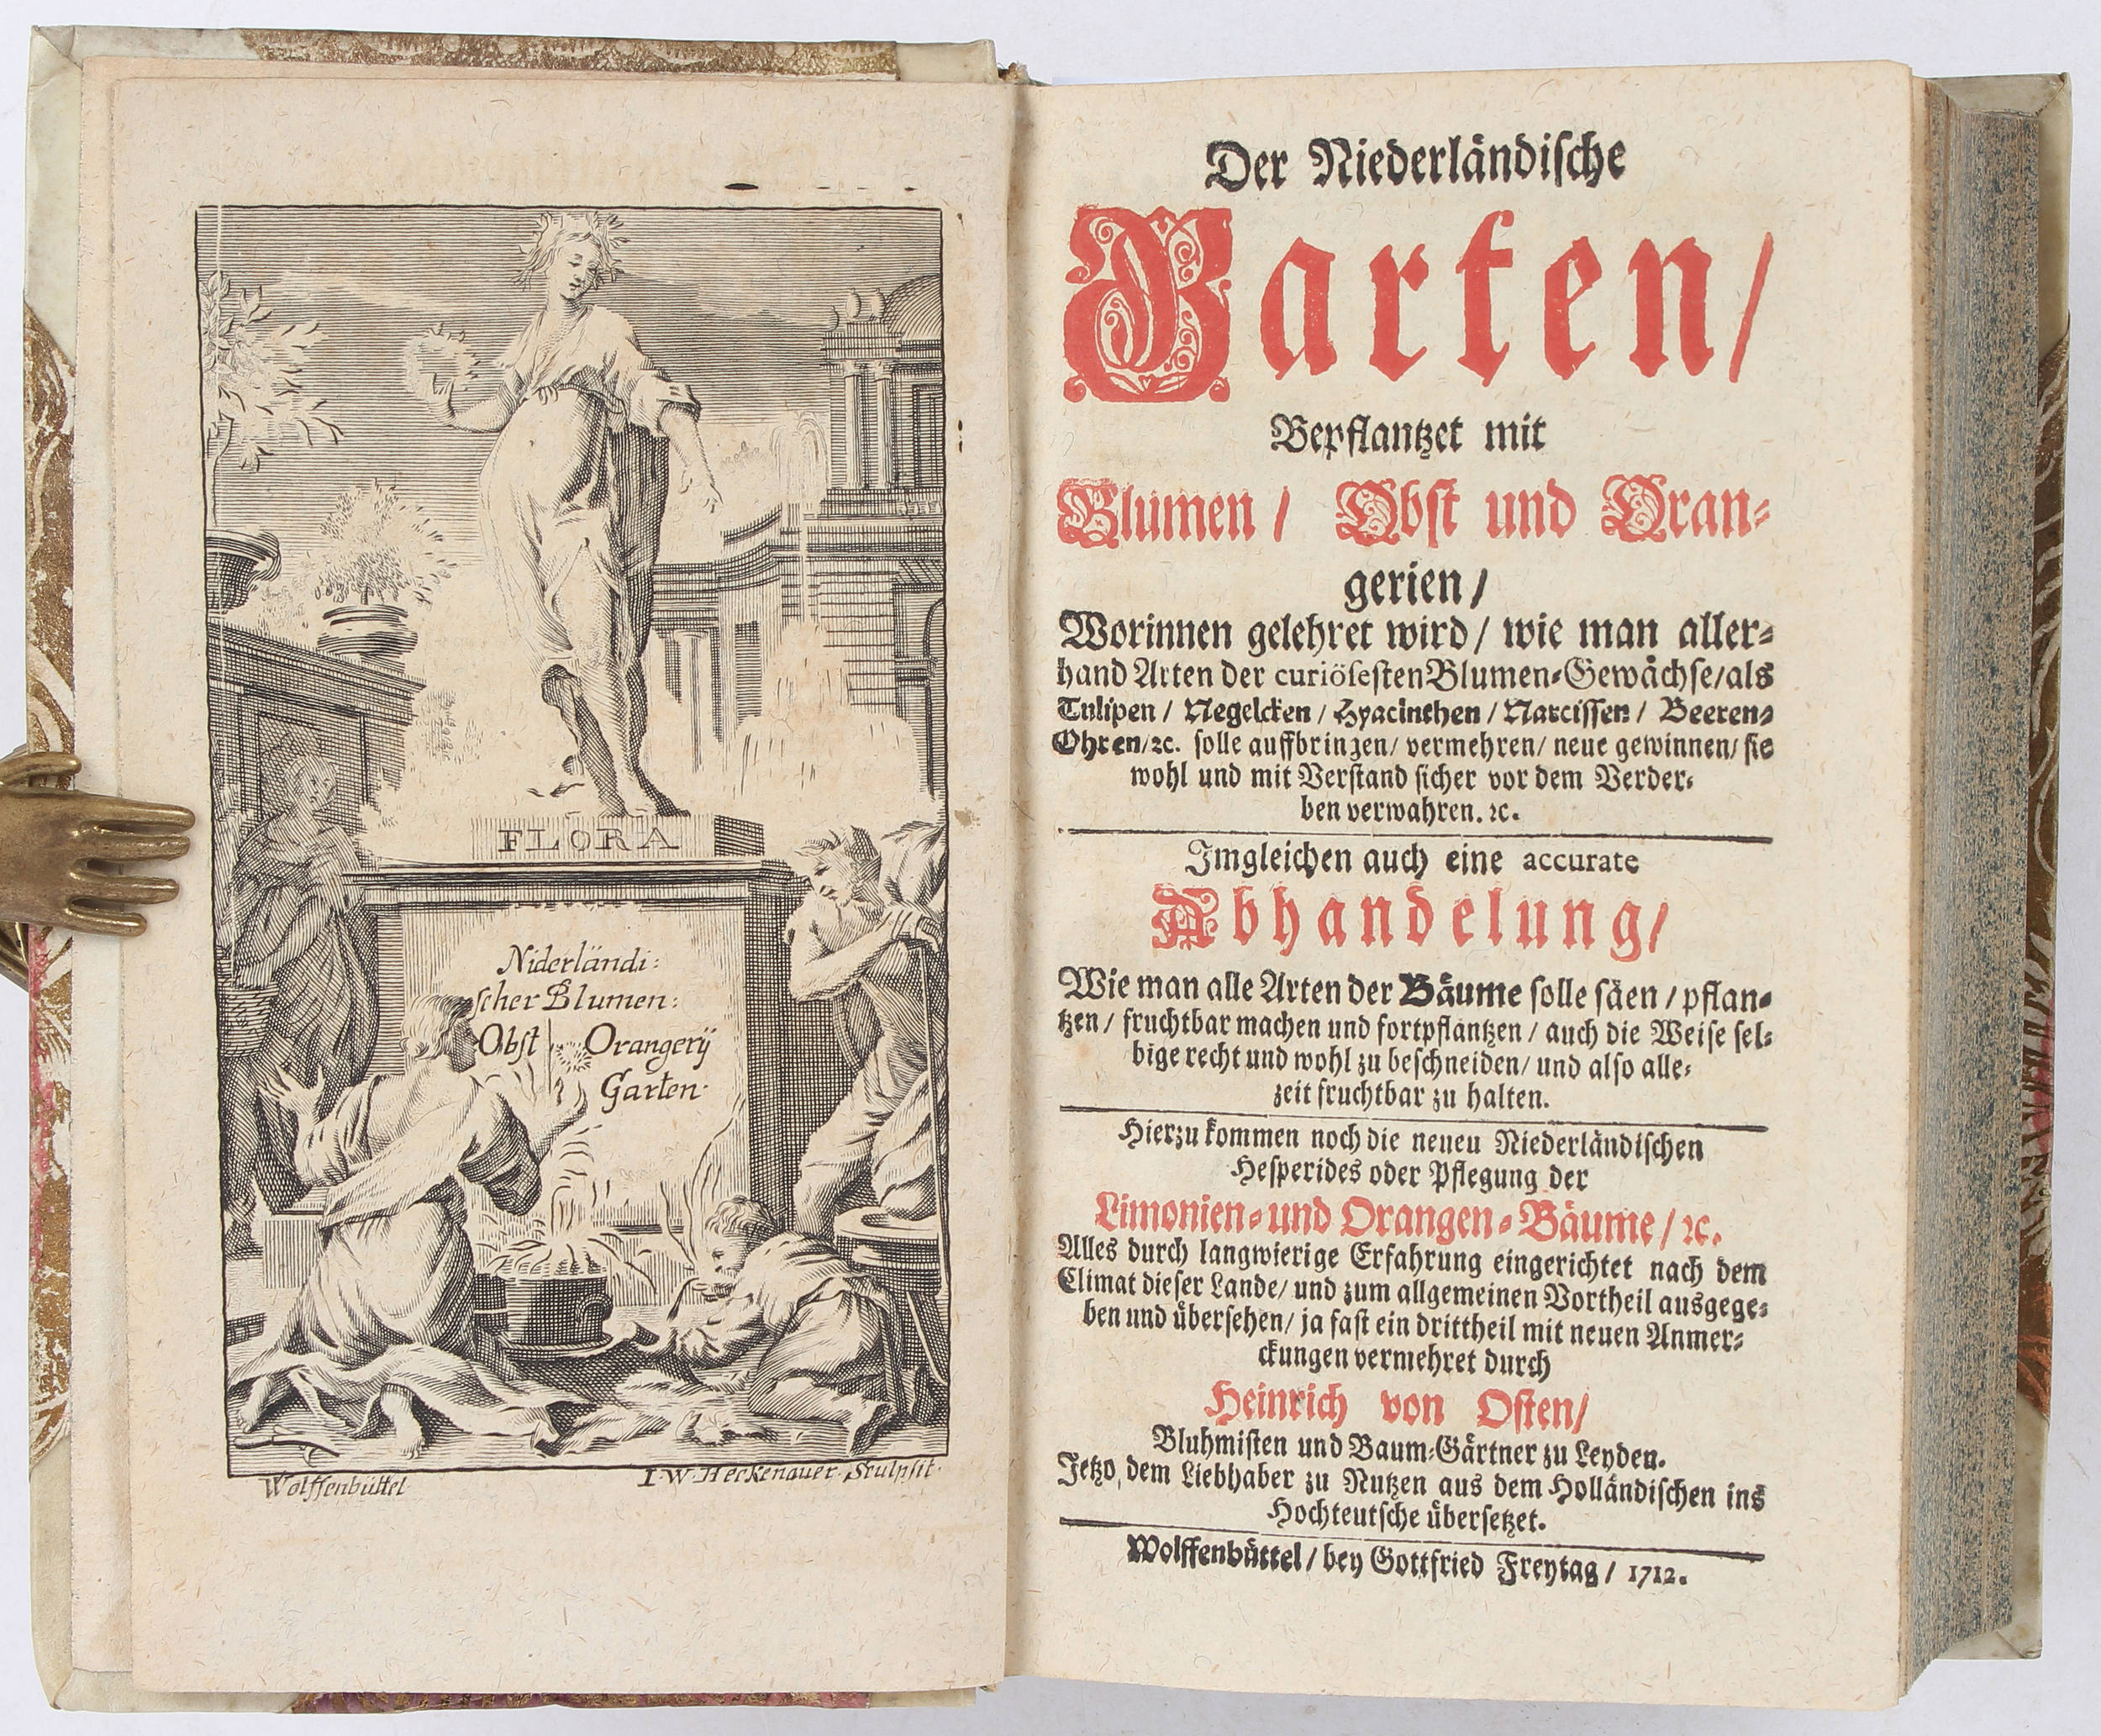 FLORA
Niderländi:
scher Blumen:
Obst Orangerÿ
Garten.
Wolffenbüttel
I. W. Heckenauer. Sculpsit.
Der Niederländiſche
Garten/
Bepflantzet mit
Blumen / Obſt und Oran-
gerien/
Worinnen gelehret wird/ wie man aller-
hand Arten der curiöſeſten Blumen-Gewächſe/als
Tulipen / Negelcken / Hyacinthen / Narciſſen / Beeren-
Ohren/ꝛc. ſolle auffbringen/ vermehren/ neue gewinnen/ ſie
wohl und mit Verſtand ſicher vor dem Verder-
ben verwahren. ꝛc.
Imgleichen auch eine accurate
Abhandelung/
Wie man alle Arten der Bäume ſolle ſäen / pflan-
tzen / fruchtbar machen und fortpflantzen / auch die Weiſe ſel-
bige recht und wohl zu beſchneiden/ und alſo alle-
zeit fruchtbar zu halten.
Hierzu kommen noch die neuen Niederländiſchen
Heſperides oder Pflegung der
Limonien-und Orangen-Bäume / ꝛc.
Alles durch langwierige Erfahrung eingerichtet nach dem
Climat dieſer Lande/ und zum allgemeinen Vortheil ausgege-
ben und überſehen/ ja faſt ein drittheil mit neuen Anmer-
ckungen vermehret durch
Heinrich von Oſten/
Bluhmiſten und Baum-Gärtner zu Leyden.
Jetzo, dem Liebhaber zu Nutzen aus dem Holländiſchen ins
Hochteutſche überſetzet.
Wolffenbüttel / bey Gottfried Freytag / 1712.